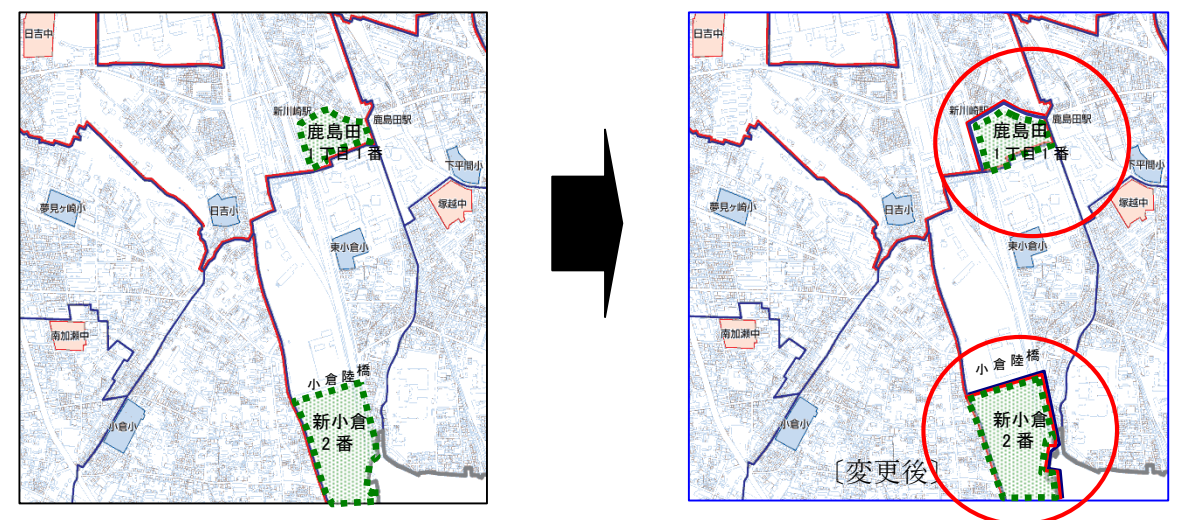 日吉中
新川崎駅
鹿島田駅
鹿島田
1丁目1番
下平間小
塚越中
夢見ヶ崎小
日吉小
東小倉小
南加瀬中
小倉陸橋
新小倉
2番
小倉小
日吉中
新川崎駅
鹿島田駅
鹿島田
1丁目1番
下平間小
塚越中
夢見ヶ崎小
日吉小
東小倉小
南加瀬中
小倉陸橋
新小倉
2番
小倉小
〔変更後〕